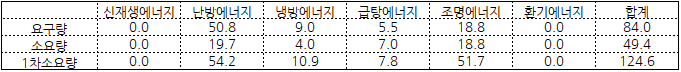 신재생에너지 난방에너지 냉방에너지 급탕에너지 조명에너지 환기에너지 합계
요구량 0.0 50.8 9.0 5.5 18.8 0.0 84.0
소요량 0.0 19.7 4.0 7.0 18.8 0.0 49.4
1차소요량 0.0 54.2 10.9 7.8 51.7 0.0 124.6